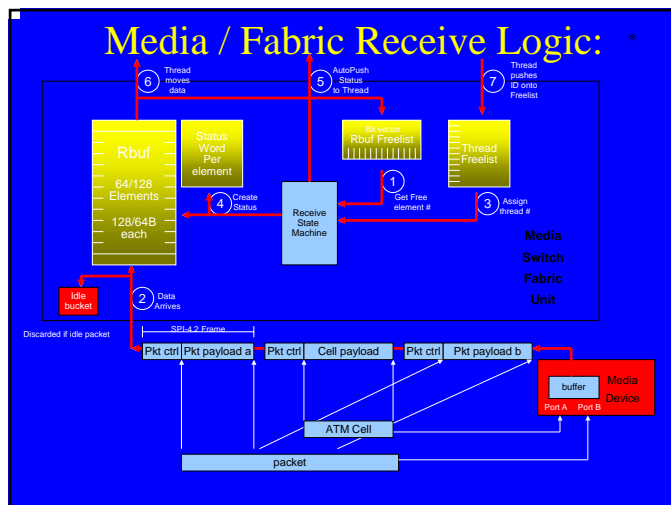 Media / Fabric Receive Logic:
6
Thread
moves
data
5
AutoPush
Status
to Thread
7
Thread
pushes
ID onto
Freelist
Rbuf
64/128
Elements
128/64B
each
Status
Word
Per
element
Bit vector
Rbuf Freelist
Thread
Freelist
1
Get Free
element #
3
Assign
thread #
4
Create
Status
Receive
State
Machine
Media
Switch
Fabric
Unit
Idle
bucket
2
Data
Arrives
Discarded if idle packet
SPI-4.2 Frame
Pkt ctrl
Pkt payload a
Pkt ctrl
Cell payload
Pkt ctrl
Pkt payload b
buffer
Media
Device
Port A
Port B
ATM Cell
packet